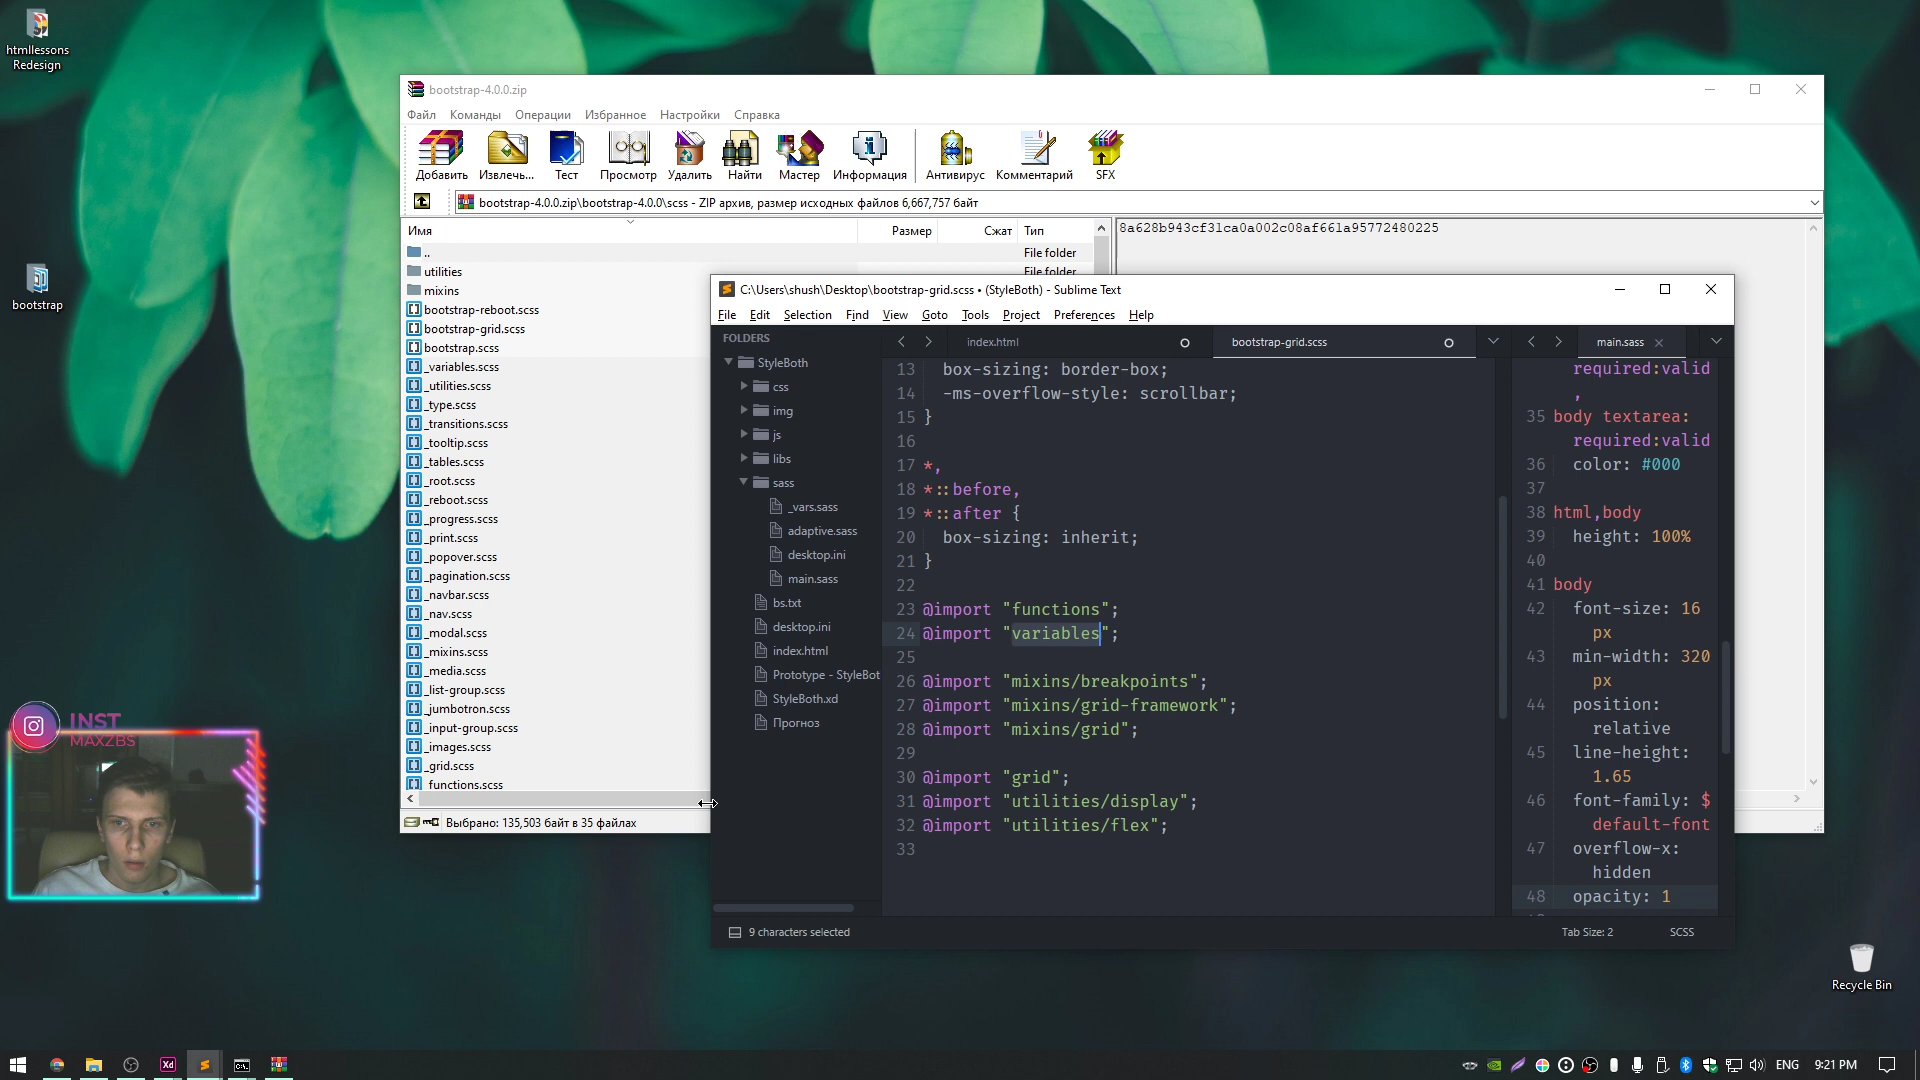 htmllessons
Redesign
bootstrap
bootstrap-4.0.0.zip
Файл Команды Операции Избранное Настройки Справка
Добавить Извлечь... Тест Просмотр Удалить Найти Мастер Информация Антивирус Комментарий SFX
bootstrap-4.0.0.zip\bootstrap-4.0.0\scss - ZIP архив, размер исходных файлов 6,667,757 байт
Имя Размер Сжат Тип
8a628b943cf31ca0a002c08af661a95772480225
.. File folder
utilities File folder
mixins
bootstrap-reboot.scss
bootstrap-grid.scss
bootstrap.scss
_variables.scss
_utilities.scss
_type.scss
_transitions.scss
_tooltip.scss
_tables.scss
_root.scss
_reboot.scss
_progress.scss
_print.scss
_popover.scss
_pagination.scss
_navbar.scss
_nav.scss
_modal.scss
_mixins.scss
_media.scss
_list-group.scss
_jumbotron.scss
_input-group.scss
_images.scss
_grid.scss
_functions.scss
Выбрано: 135,503 байт в 35 файлах
C:\Users\shush\Desktop\bootstrap-grid.scss • (StyleBoth) - Sublime Text
File Edit Selection Find View Goto Tools Project Preferences Help
FOLDERS
StyleBoth
css
img
js
libs
sass
_vars.sass
adaptive.sass
desktop.ini
main.sass
bs.txt
desktop.ini
index.html
Prototype - StyleBot
StyleBoth.xd
Прогноз
index.html bootstrap-grid.scss
13 box-sizing: border-box;
14 -ms-overflow-style: scrollbar;
15 }
16
17 *,
18 *::before,
19 *::after {
20 box-sizing: inherit;
21 }
22
23 @import "functions";
24 @import "variables";
25
26 @import "mixins/breakpoints";
27 @import "mixins/grid-framework";
28 @import "mixins/grid";
29
30 @import "grid";
31 @import "utilities/display";
32 @import "utilities/flex";
33
main.sass
required:valid
,
35 body textarea:
required:valid
36 color: #000
37
38 html,body
39 height: 100%
40
41 body
42 font-size: 16
px
43 min-width: 320
px
44 position:
relative
45 line-height:
1.65
46 font-family: $
default-font
47 overflow-x:
hidden
48 opacity: 1
9 characters selected Tab Size: 2 SCSS
INST
MAXZBS
Recycle Bin
Xd
ENG 9:21 PM